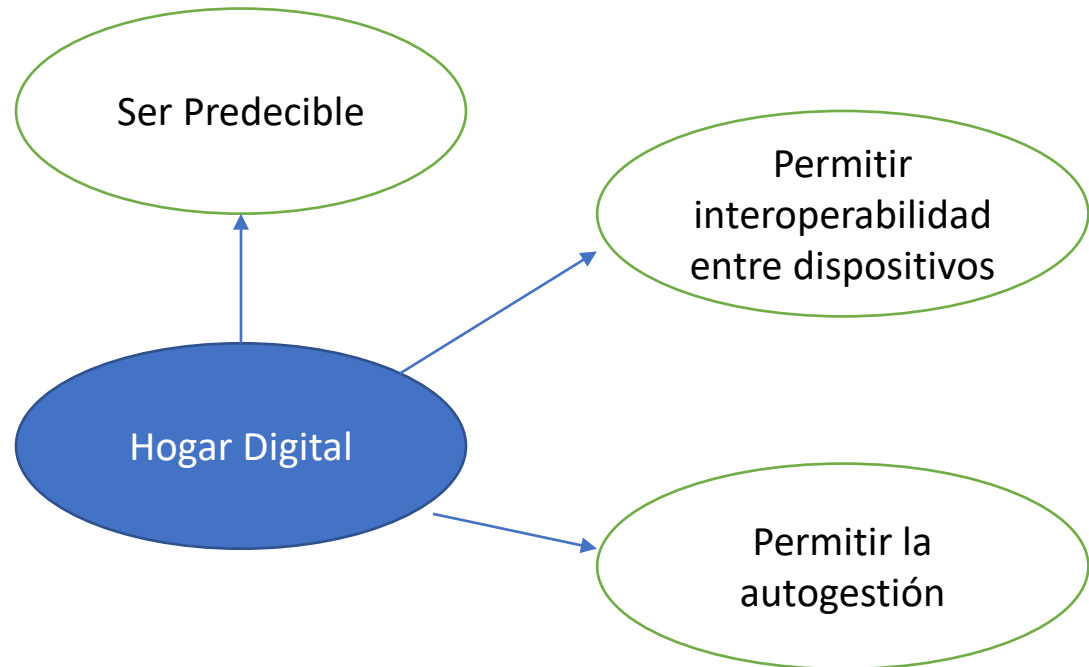 Ser Predecible
Permitir
interoperabilidad
entre dispositivos
Hogar Digital
Permitir la
autogestión